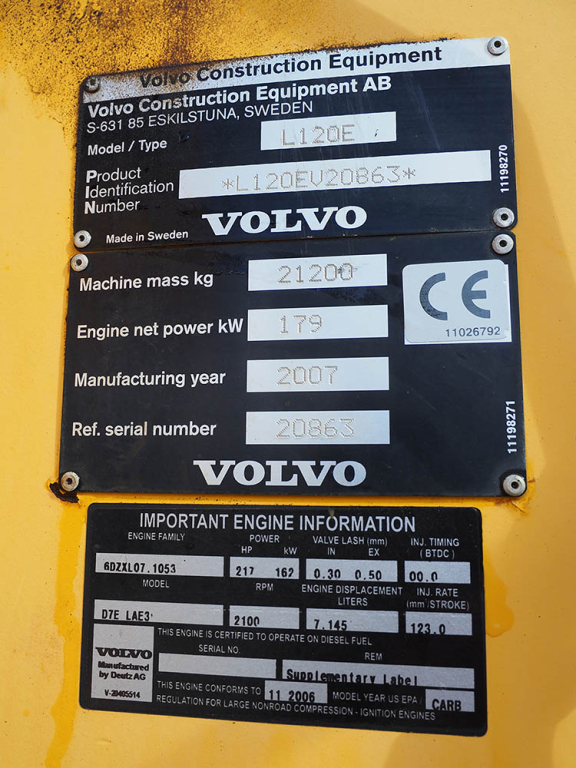 Volvo Construction Equipment
Volvo Construction Equipment AB
S-631 85 ESKILSTUNA, SWEDEN
Model / Type L120E
Product Identification Number *L120EV20863*
11198270
VOLVO
Made in Sweden
Machine mass kg 21200
CE
11026792
Engine net power kW 179
Manufacturing year 2007
Ref. serial number 20863
11198271
VOLVO
IMPORTANT ENGINE INFORMATION
ENGINE FAMILY POWER VALVE LASH (mm) INJ. TIMING
HP kW IN EX (BTDC)
6DZXL07.1053 217 162 0.30 0.50 00.0
MODEL RPM ENGINE DISPLACEMENT INJ. RATE
LITERS (mm³/STROKE)
D7E LAE3 2100 7,145 123.0
THIS ENGINE IS CERTIFIED TO OPERATE ON DIESEL FUEL
SERIAL NO. REM
VOLVO
Manufactured
by Deutz AG
V-20405514
Supplementary Label
THIS ENGINE CONFORMS TO 11 2006 MODEL YEAR US EPA/ CARB
REGULATION FOR LARGE NONROAD COMPRESSION - IGNITION ENGINES